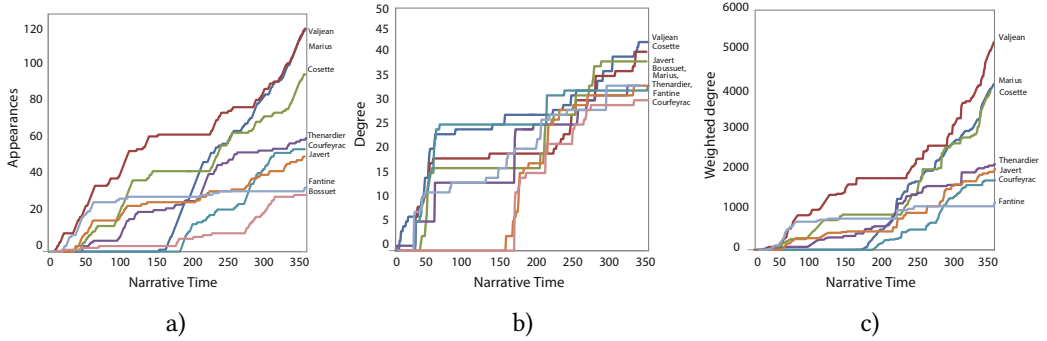 120
100
80
60
40
20
0
Appearances
0 50 100 150 200 250 300 350
Narrative Time
Valjean
Marius
Cosette
Thenardier
Courfeyrac
Javert
Fantine
Bossuet
a)
50
45
40
35
30
25
20
15
10
5
0
Degree
0 50 100 150 200 250 300 350
Narrative Time
Valjean
Cosette
Javert
Boussuet,
Marius,
Thenardier,
Fantine
Courfeyrac
b)
6000
5000
4000
3000
2000
1000
0
Weighted degree
0 50 100 150 200 250 300 350
Narrative Time
Valjean
Marius
Cosette
Thenardier
Javert
Courfeyrac
Fantine
c)